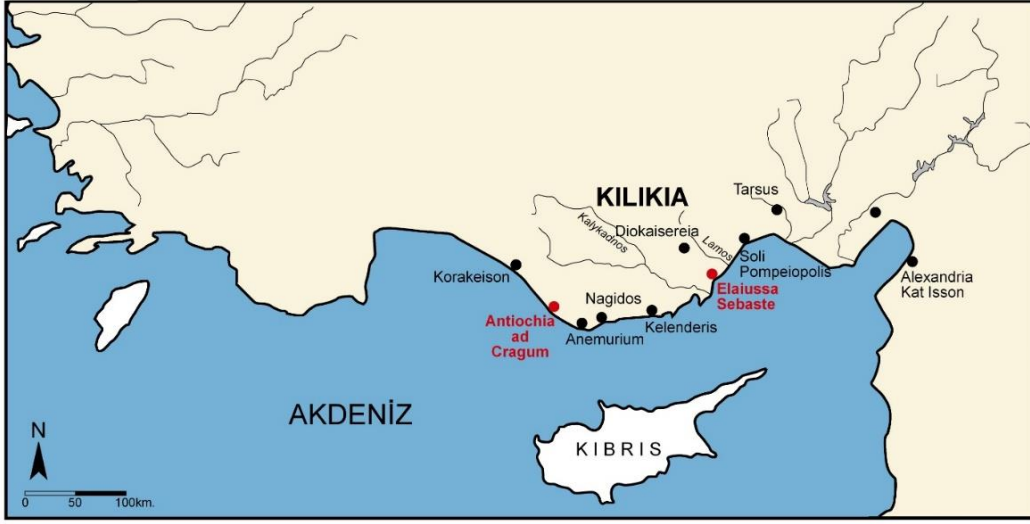 KILIKIA
Tarsus
Kalykadnos
Diokaisereia
Lamos
Soli
Pompeiopolis
Korakeison
Alexandria
Kat Isson
Elaiussa
Sebaste
Nagidos
Antiochia
ad
Cragum
Anemurium
Kelenderis
AKDENİZ
KIBRIS
N
0 50 100km.